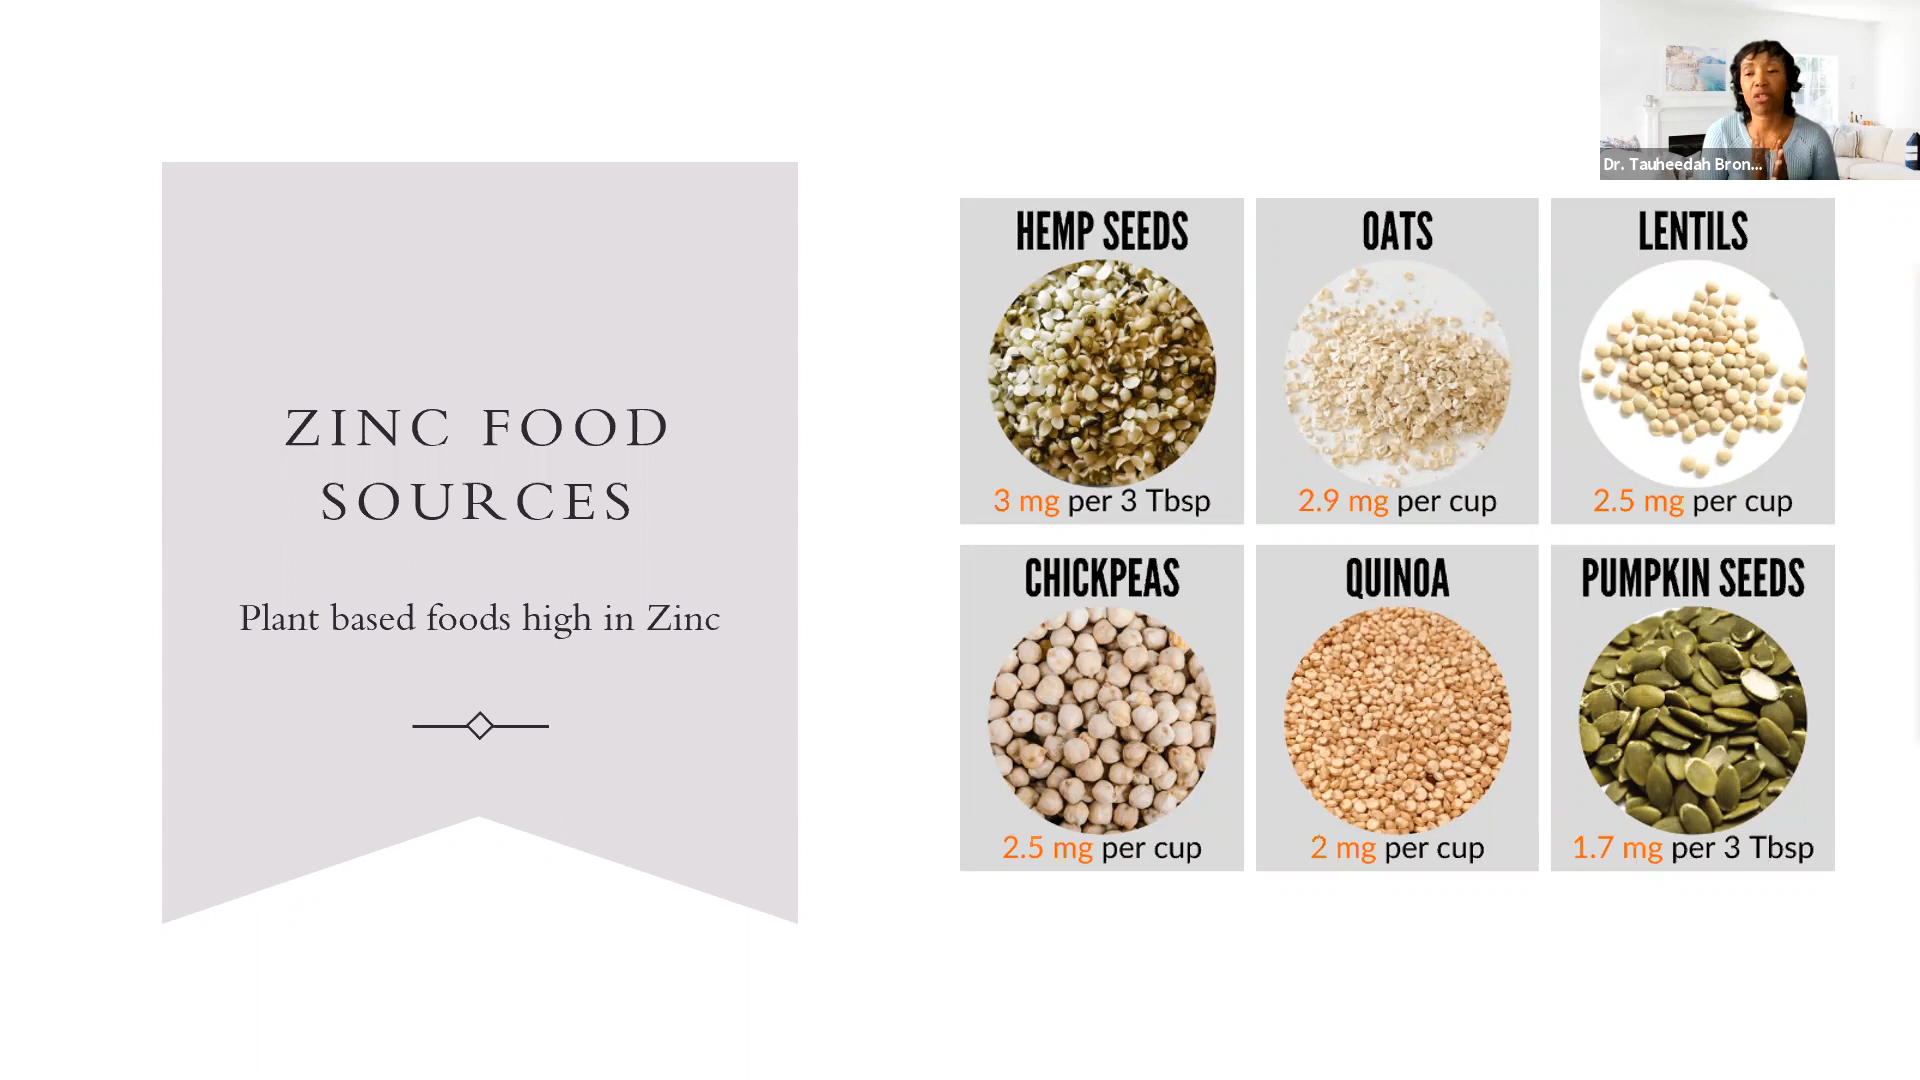 Dr. Tauheedah Bron...
ZINC FOOD
SOURCES
Plant based foods high in Zinc
HEMP SEEDS
3 mg per 3 Tbsp
OATS
2.9 mg per cup
LENTILS
2.5 mg per cup
CHICKPEAS
2.5 mg per cup
QUINOA
2 mg per cup
PUMPKIN SEEDS
1.7 mg per 3 Tbsp